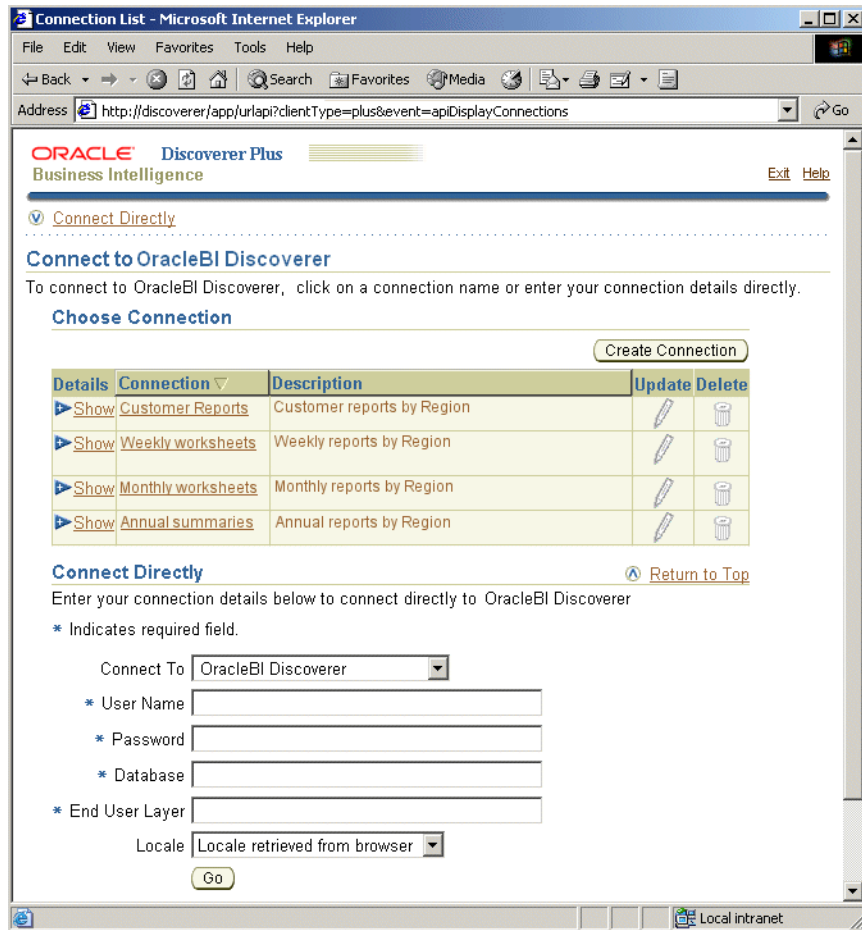 Connection List - Microsoft Internet Explorer
File Edit View Favorites Tools Help
Back Search Favorites Media
Address http://discoverer/app/urlapi?clientType=plus&event=apiDisplayConnections Go
ORACLE Discoverer Plus
Business Intelligence Exit Help
Connect Directly
Connect to OracleBI Discoverer
To connect to OracleBI Discoverer, click on a connection name or enter your connection details directly.
Choose Connection
Create Connection
Details Connection Description Update Delete
Show Customer Reports Customer reports by Region
Show Weekly worksheets Weekly reports by Region
Show Monthly worksheets Monthly reports by Region
Show Annual summaries Annual reports by Region
Connect Directly Return to Top
Enter your connection details below to connect directly to OracleBI Discoverer
* Indicates required field.
Connect To OracleBI Discoverer
* User Name
* Password
* Database
* End User Layer
Locale Locale retrieved from browser
Go
Local intranet